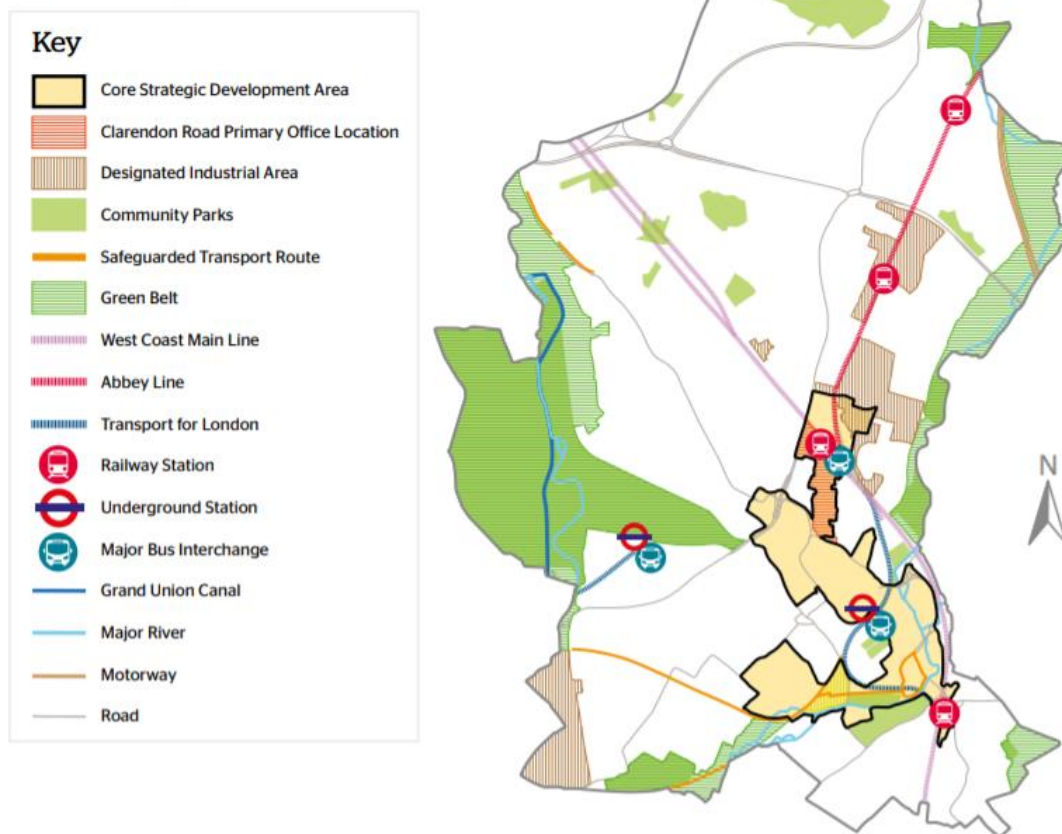 Key
Core Strategic Development Area
Clarendon Road Primary Office Location
Designated Industrial Area
Community Parks
Safeguarded Transport Route
Green Belt
West Coast Main Line
Abbey Line
Transport for London
Railway Station
Underground Station
Major Bus Interchange
Grand Union Canal
Major River
Motorway
Road
N